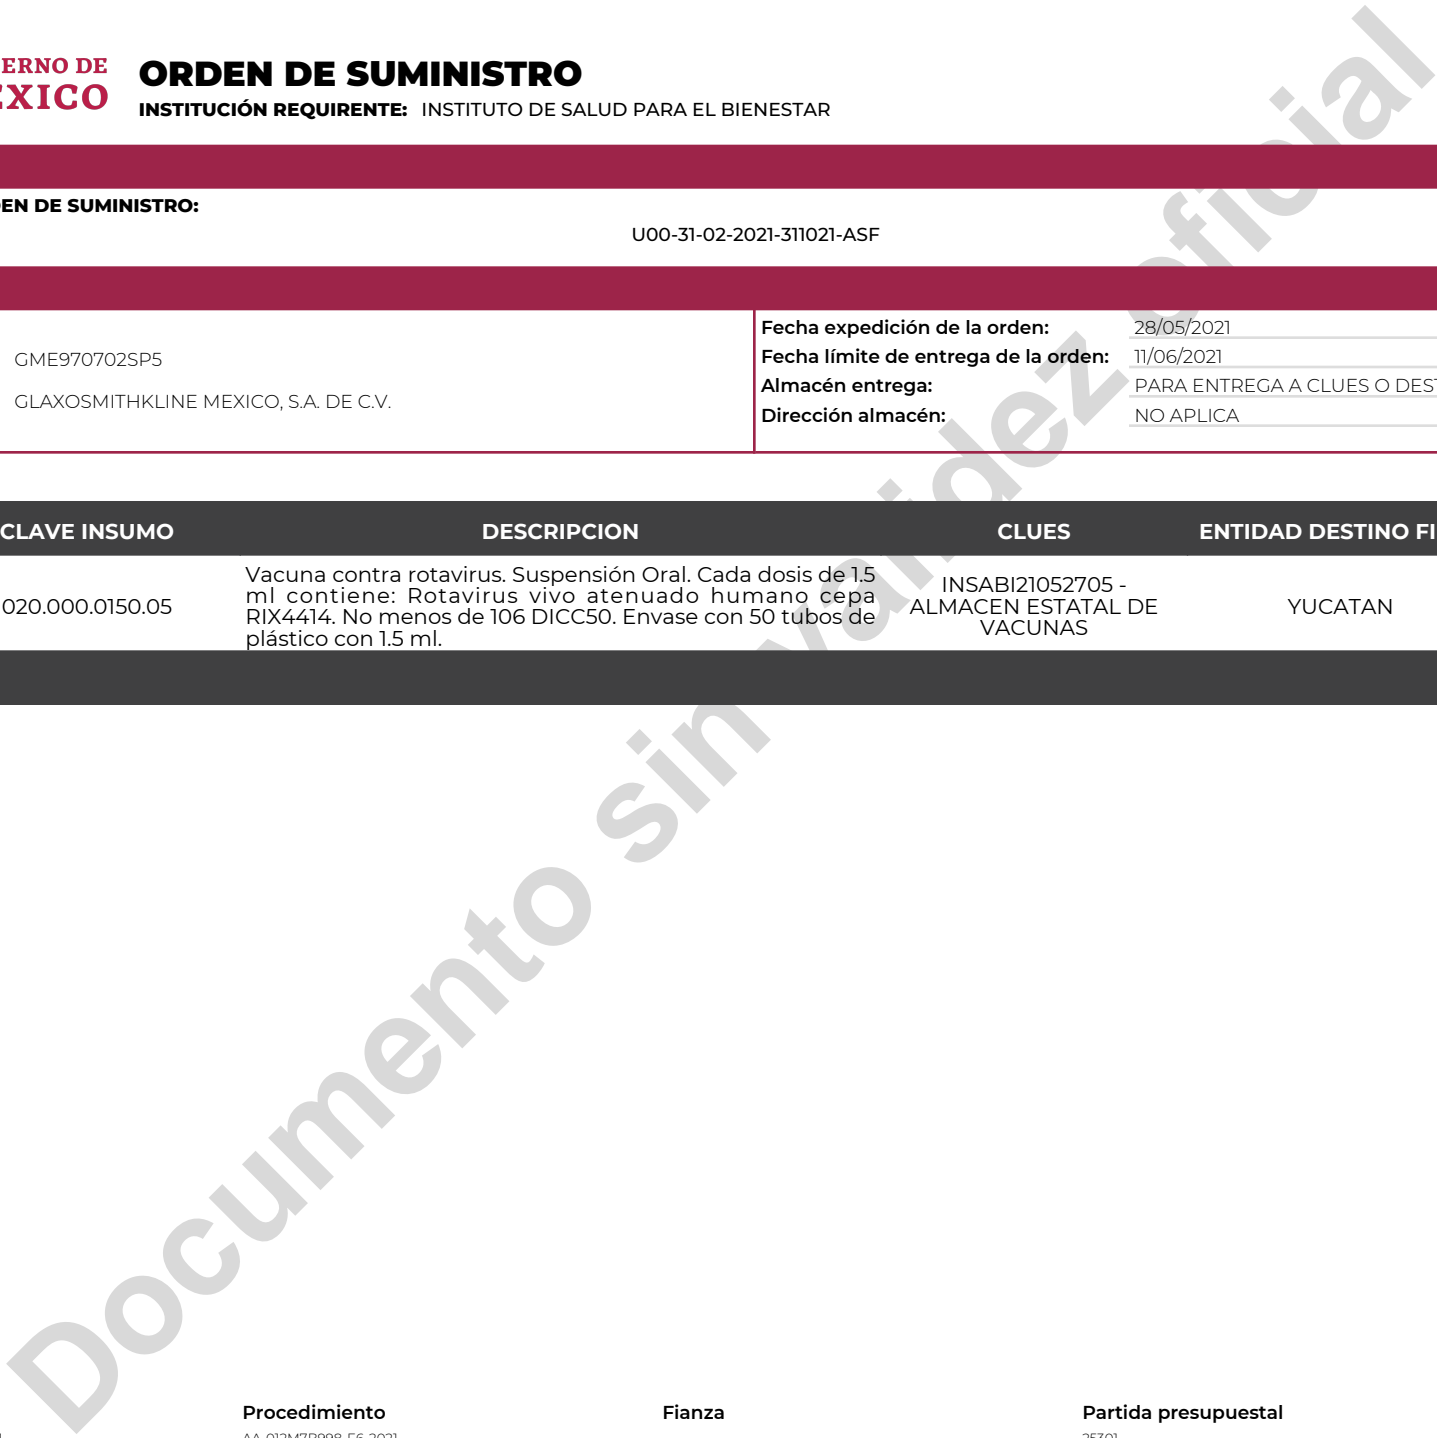 ERNO DE
EXICO
ORDEN DE SUMINISTRO
INSTITUCIÓN REQUIRENTE: INSTITUTO DE SALUD PARA EL BIENESTAR
EN DE SUMINISTRO:
U00-31-02-2021-311021-ASF
GME970702SP5
GLAXOSMITHKLINE MEXICO, S.A. DE C.V.
Fecha expedición de la orden: 28/05/2021
Fecha límite de entrega de la orden: 11/06/2021
Almacén entrega: PARA ENTREGA A CLUES O DEST
Dirección almacén: NO APLICA
CLAVE INSUMO DESCRIPCION CLUES ENTIDAD DESTINO FI
020.000.0150.05
Vacuna contra rotavirus. Suspensión Oral. Cada dosis de 1.5
ml contiene: Rotavirus vivo atenuado humano cepa
RIX4414. No menos de 106 DICC50. Envase con 50 tubos de
plástico con 1.5 ml.
INSABI21052705 -
ALMACEN ESTATAL DE
VACUNAS
YUCATAN
Documento sin validez oficial
Procedimiento Fianza Partida presupuestal